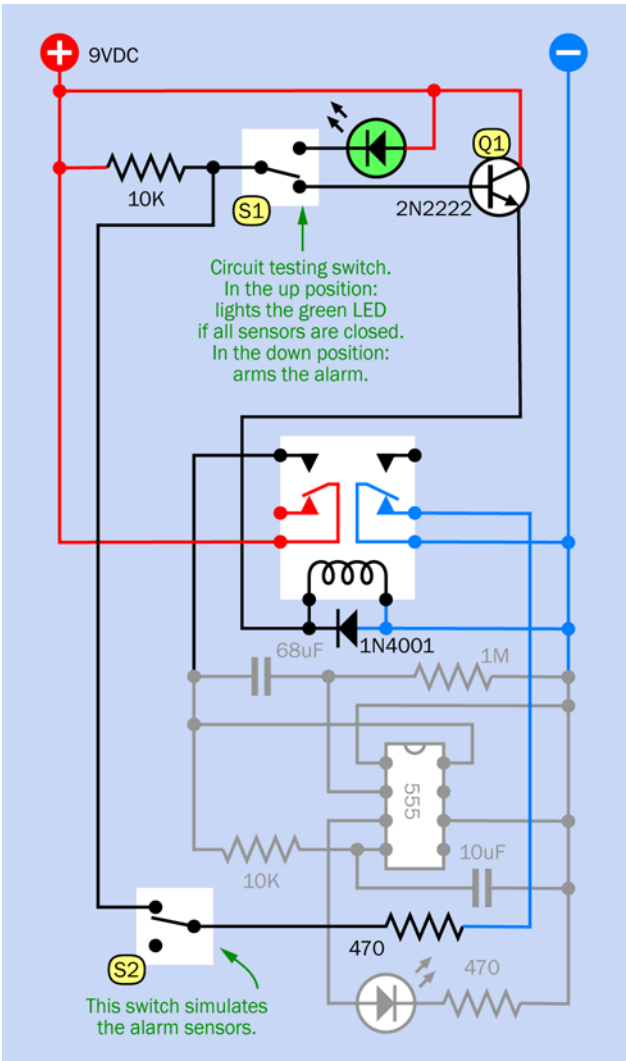 9VDC
Q1
10K
2N2222
S1
Circuit testing switch.
In the up position:
lights the green LED
if all sensors are closed.
In the down position:
arms the alarm.
1N4001
68uF
1M
555
10uF
10K
470
470
S2
This switch simulates
the alarm sensors.